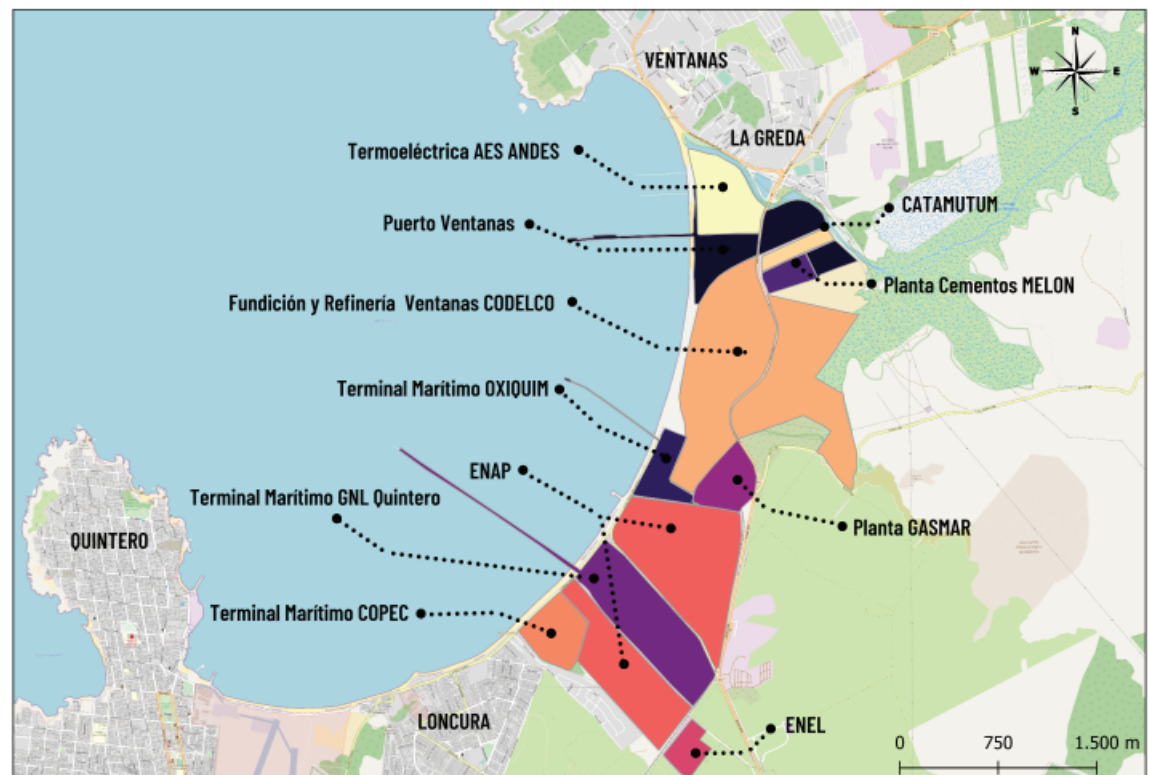 VENTANAS
N
W
E
S
LA GREDA
Termoeléctrica AES ANDES
CATAMUTUM
Puerto Ventanas
Planta Cementos MELON
Fundición y Refinería Ventanas CODELCO
Terminal Marítimo OXIQUIM
ENAP
Terminal Marítimo GNL Quintero
QUINTERO
Planta GASMAR
Terminal Marítimo COPEC
LONCURA
ENEL
0 750 1.500 m